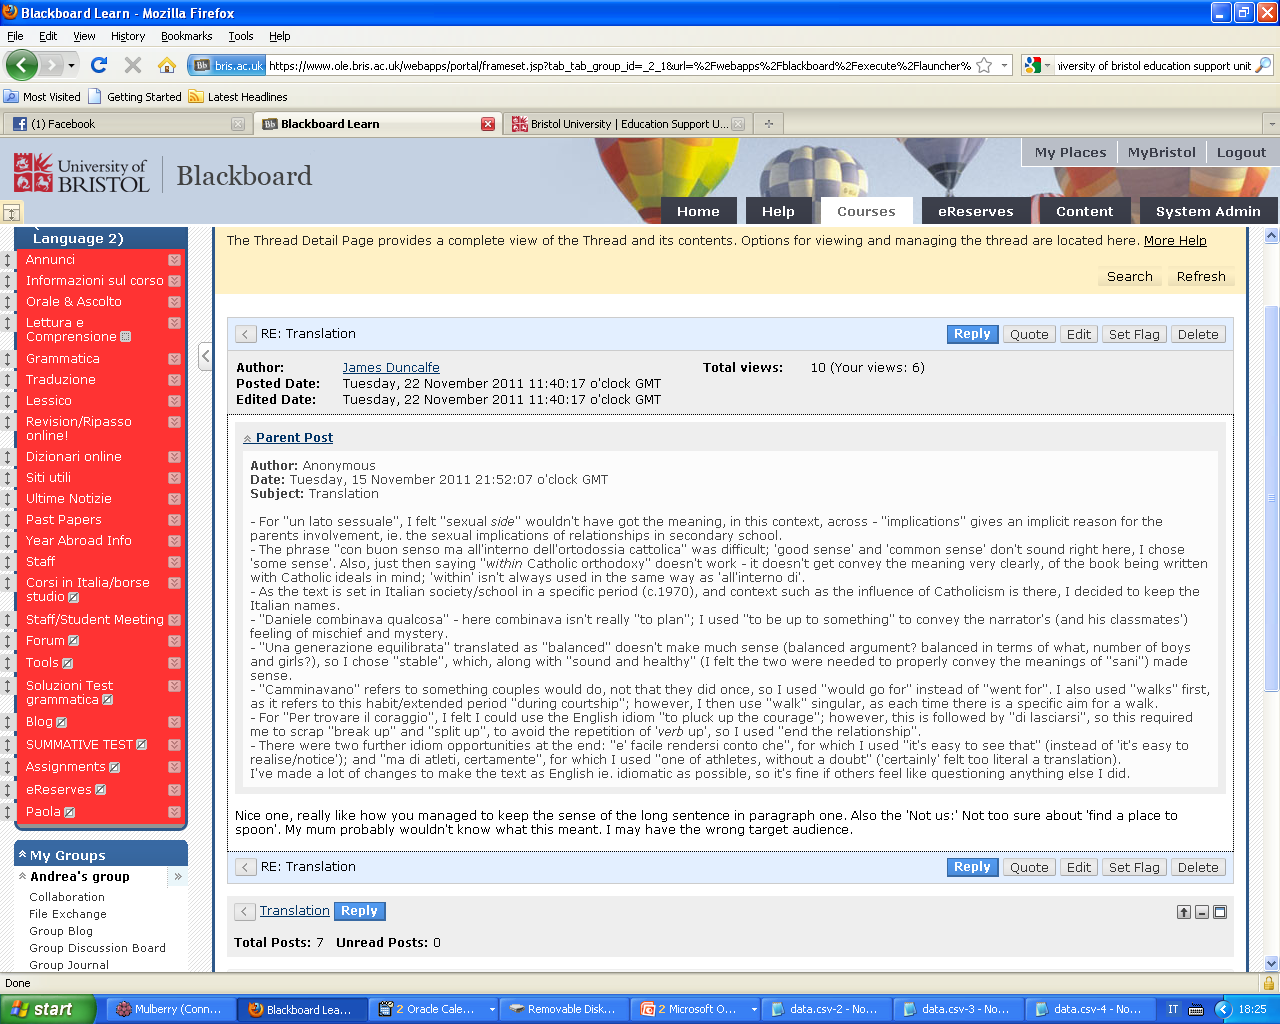 Blackboard Learn - Mozilla Firefox
File Edit View History Bookmarks Tools Help
bris.ac.uk https://www.ole.bris.ac.uk/webapps/portal/frameset.jsp?tab_tab_group_id=_2_1&url=%2Fwebapps%2Fblackboard%2Fexecute%2Flauncher% iversity of bristol education support unit
Most Visited Getting Started Latest Headlines
(1) Facebook Blackboard Learn Bristol University | Education Support U...
My Places MyBristol Logout
University of BRISTOL Blackboard
Home Help Courses eReserves Content System Admin
Language 2)
Annunci
Informazioni sul corso
Orale & Ascolto
Lettura e
Comprensione
Grammatica
Traduzione
Lessico
Revision/Ripasso
online!
Dizionari online
Siti utili
Ultime Notizie
Past Papers
Year Abroad Info
Staff
Corsi in Italia/borse
studio
Staff/Student Meeting
Forum
Tools
Soluzioni Test
grammatica
Blog
SUMMATIVE TEST
Assignments
eReserves
Paola
My Groups
Andrea's group
Collaboration
File Exchange
Group Blog
Group Discussion Board
Group Journal
The Thread Detail Page provides a complete view of the Thread and its contents. Options for viewing and managing the thread are located here. More Help
Search Refresh
RE: Translation Reply Quote Edit Set Flag Delete
Author: James Duncalfe Total views: 10 (Your views: 6)
Posted Date: Tuesday, 22 November 2011 11:40:17 o'clock GMT
Edited Date: Tuesday, 22 November 2011 11:40:17 o'clock GMT
Parent Post
Author: Anonymous
Date: Tuesday, 15 November 2011 21:52:07 o'clock GMT
Subject: Translation
- For "un lato sessuale", I felt "sexual side" wouldn't have got the meaning, in this context, across - "implications" gives an implicit reason for the
parents involvement, ie. the sexual implications of relationships in secondary school.
- The phrase "con buon senso ma all'interno dell'ortodossia cattolica" was difficult; 'good sense' and 'common sense' don't sound right here, I chose
'some sense'. Also, just then saying "within Catholic orthodoxy" doesn't work - it doesn't get convey the meaning very clearly, of the book being written
with Catholic ideals in mind; 'within' isn't always used in the same way as 'all'interno di'.
- As the text is set in Italian society/school in a specific period (c.1970), and context such as the influence of Catholicism is there, I decided to keep the
Italian names.
- "Daniele combinava qualcosa" - here combinava isn't really "to plan"; I used "to be up to something" to convey the narrator's (and his classmates')
feeling of mischief and mystery.
- "Una generazione equilibrata" translated as "balanced" doesn't make much sense (balanced argument? balanced in terms of what, number of boys
and girls?), so I chose "stable", which, along with "sound and healthy" (I felt the two were needed to properly convey the meanings of "sani") made
sense.
- "Camminavano" refers to something couples would do, not that they did once, so I used "would go for" instead of "went for". I also used "walks" first,
as it refers to this habit/extended period "during courtship"; however, I then use "walk" singular, as each time there is a specific aim for a walk.
- For "Per trovare il coraggio", I felt I could use the English idiom "to pluck up the courage"; however, this is followed by "di lasciarsi", so this required
me to scrap "break up" and "split up", to avoid the repetition of 'verb up', so I used "end the relationship".
- There were two further idiom opportunities at the end: "e' facile rendersi conto che", for which I used "it's easy to see that" (instead of 'it's easy to
realise/notice'); and "ma di atleti, certamente", for which I used "one of athletes, without a doubt" ('certainly' felt too literal a translation).
I've made a lot of changes to make the text as English ie. idiomatic as possible, so it's fine if others feel like questioning anything else I did.
Nice one, really like how you managed to keep the sense of the long sentence in paragraph one. Also the 'Not us:' Not too sure about 'find a place to
spoon'. My mum probably wouldn't know what this meant. I may have the wrong target audience.
RE: Translation Reply Quote Edit Set Flag Delete
Translation Reply
Total Posts: 7 Unread Posts: 0
Done
start Mulberry (Conn... Blackboard Lea... 2 Oracle Cale... Removable Disk... 2 Microsoft O... data.csv-2 - No... data.csv-3 - No... data.csv-4 - No... IT 18:25